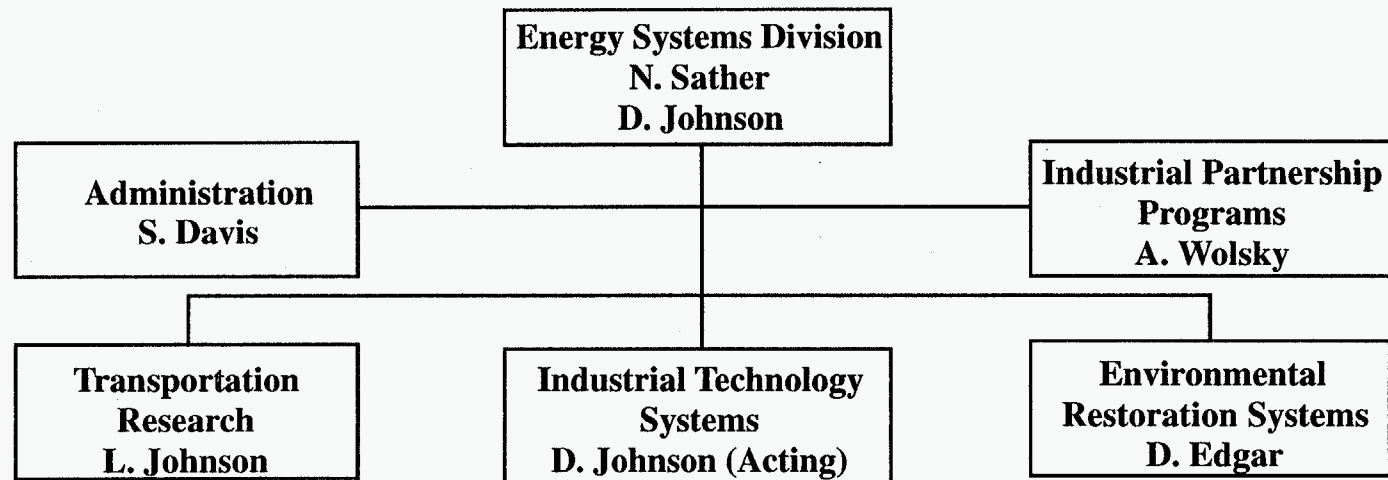 Energy Systems Division
N. Sather
D. Johnson
Administration
S. Davis
Industrial Partnership
Programs
A. Wolsky
Transportation
Research
L. Johnson
Industrial Technology
Systems
D. Johnson (Acting)
Environmental
Restoration Systems
D. Edgar